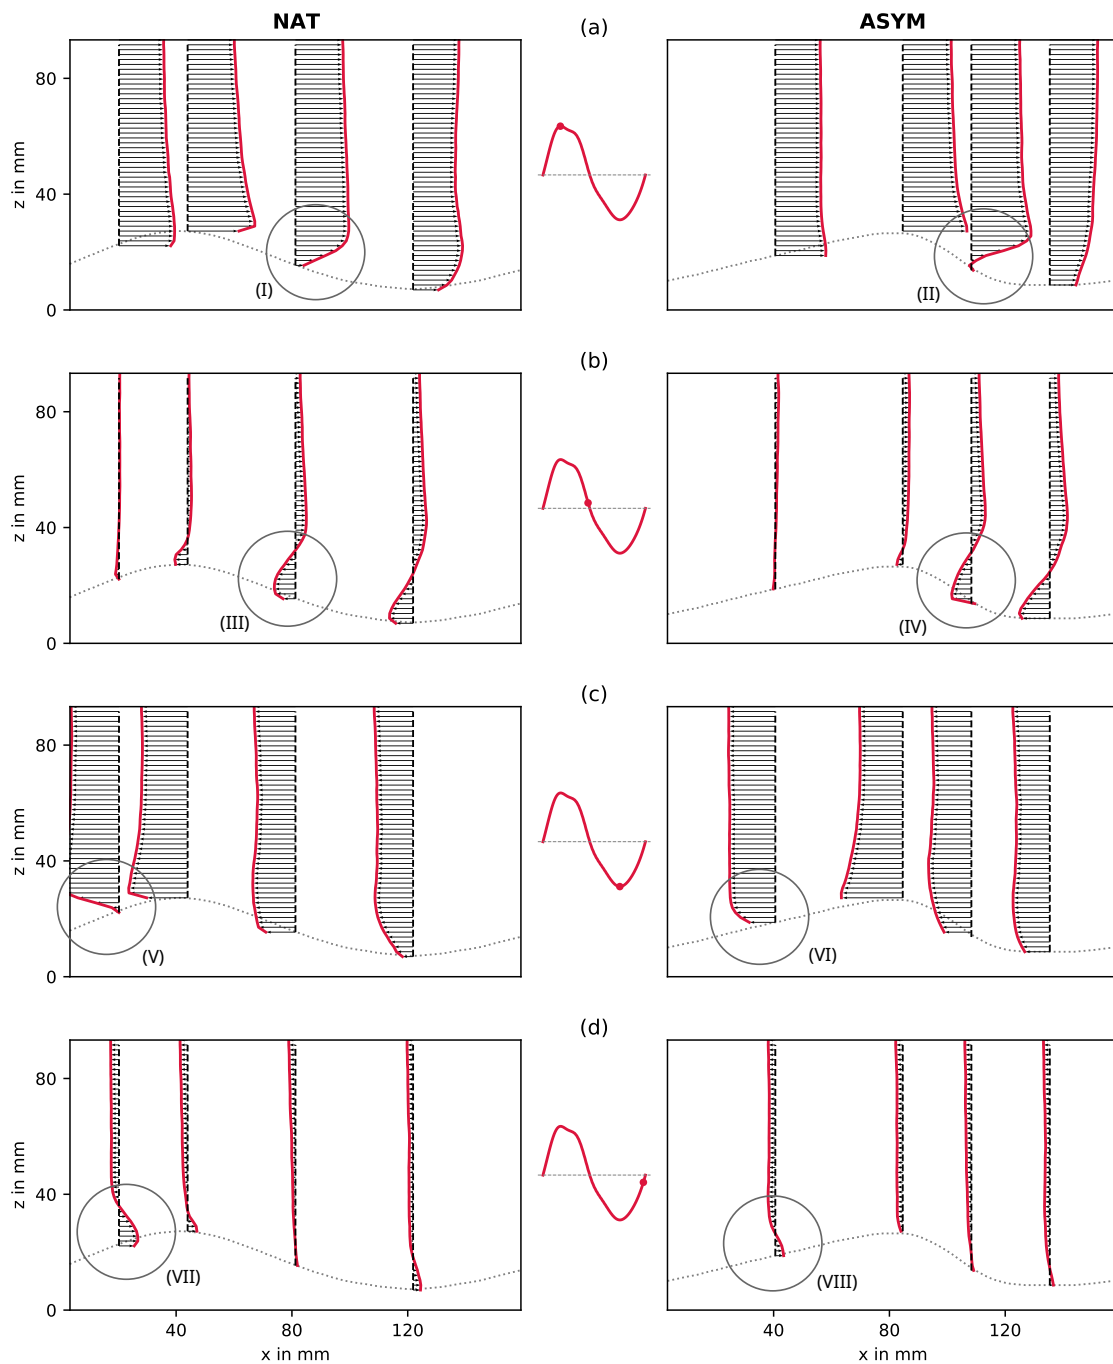 NAT
(a)
ASYM
z in mm
80
40
0
(I)
(II)
(b)
z in mm
80
40
0
(III)
(IV)
(c)
z in mm
80
40
0
(V)
(VI)
(d)
z in mm
80
40
0
(VII)
(VIII)
40
80
120
40
80
120
x in mm
x in mm